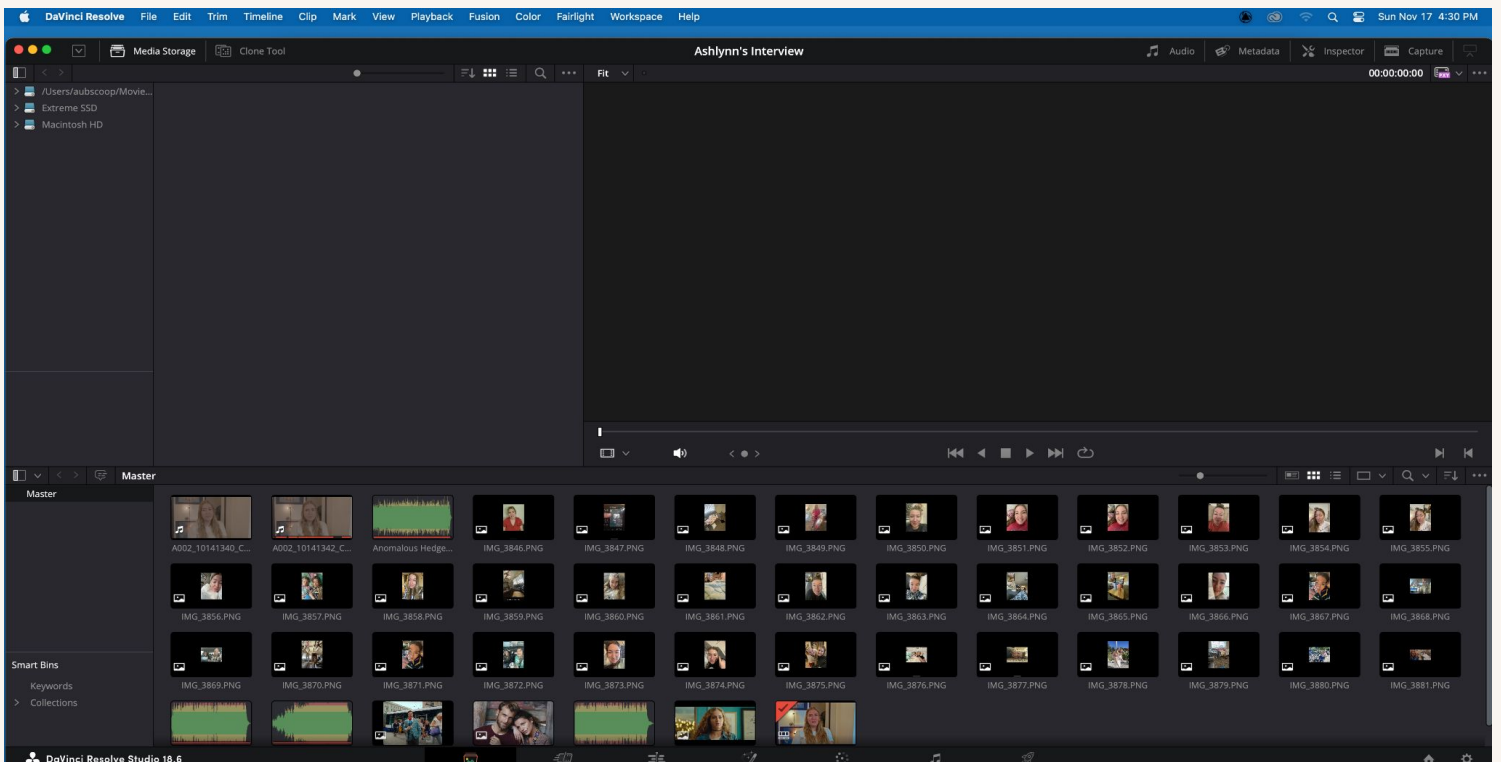 DaVinci Resolve File Edit Trim Timeline Clip Mark View Playback Fusion Color Fairlight Workspace Help Sun Nov 17 4:30 PM
Media Storage Clone Tool Ashlynn's Interview Audio Metadata Inspector Capture
Fit 00:00:00:00
/Users/aubscoop/Movie...
Extreme SSD
Macintosh HD
Master
Master
A002_10141340_C... A002_10141342_C... Anomalous Hedge... IMG_3846.PNG IMG_3847.PNG IMG_3848.PNG IMG_3849.PNG IMG_3850.PNG IMG_3851.PNG IMG_3852.PNG IMG_3853.PNG IMG_3854.PNG IMG_3855.PNG
IMG_3856.PNG IMG_3857.PNG IMG_3858.PNG IMG_3859.PNG IMG_3860.PNG IMG_3861.PNG IMG_3862.PNG IMG_3863.PNG IMG_3864.PNG IMG_3865.PNG IMG_3866.PNG IMG_3867.PNG IMG_3868.PNG
IMG_3869.PNG IMG_3870.PNG IMG_3871.PNG IMG_3872.PNG IMG_3873.PNG IMG_3874.PNG IMG_3875.PNG IMG_3876.PNG IMG_3877.PNG IMG_3878.PNG IMG_3879.PNG IMG_3880.PNG IMG_3881.PNG
Smart Bins
Keywords
Collections
DaVinci Resolve Studio 18.6